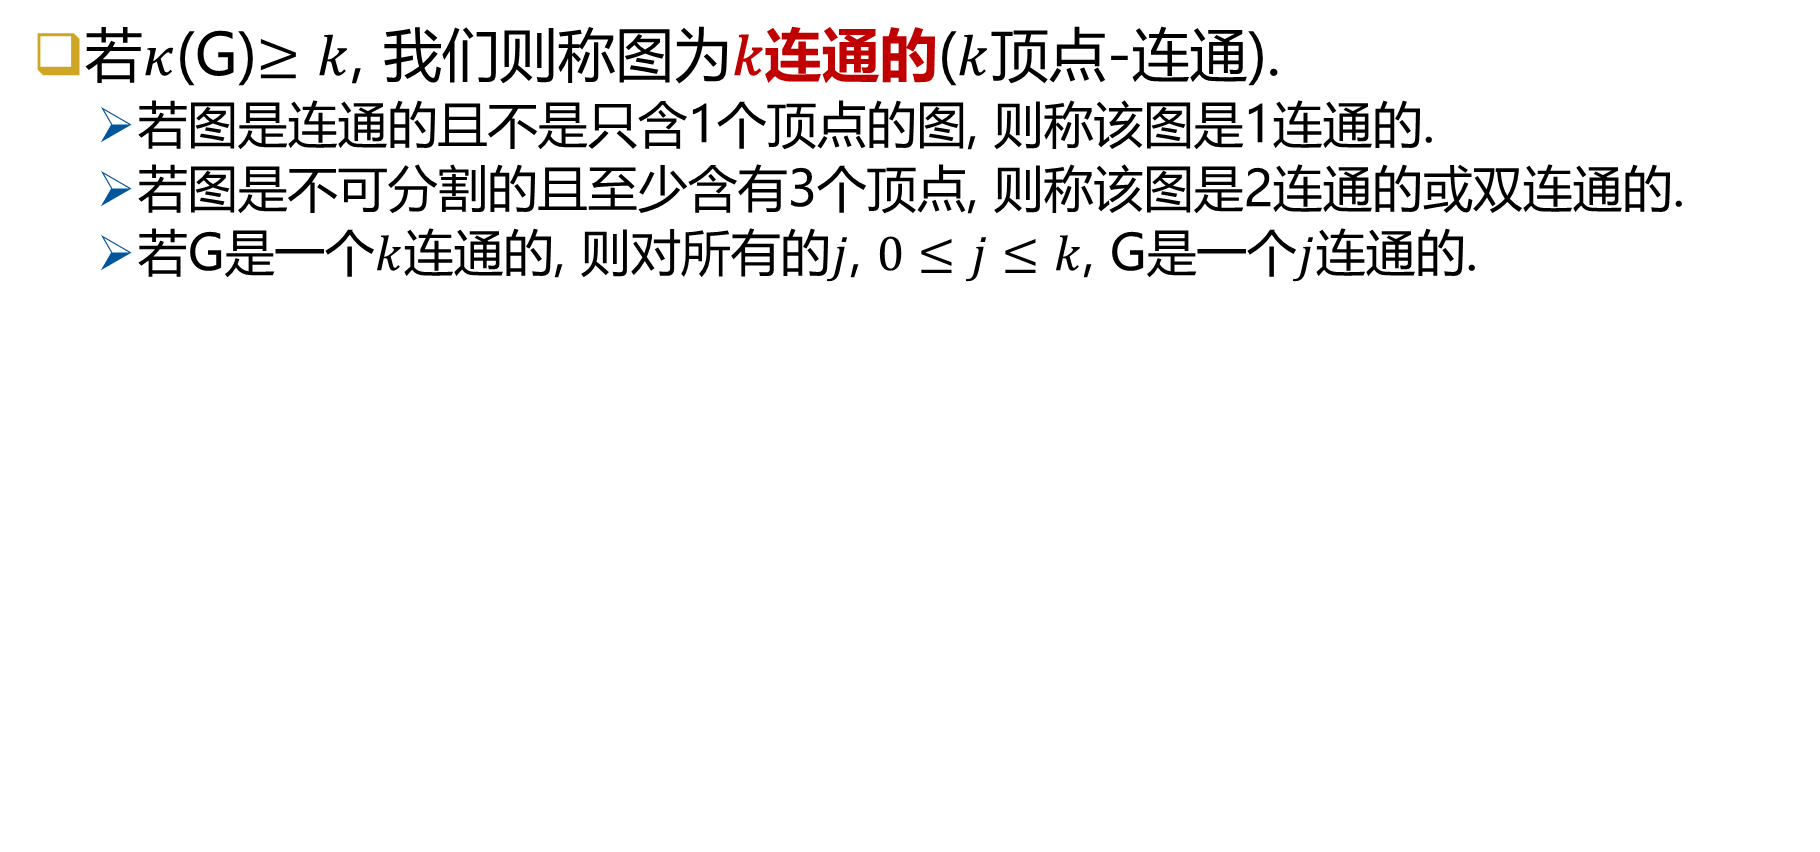 若κ(G)≥ k, 我们则称图为k连通的(k顶点-连通).
若图是连通的且不是只含1个顶点的图, 则称该图是1连通的.
若图是不可分割的且至少含有3个顶点, 则称该图是2连通的或双连通的.
若G是一个k连通的, 则对所有的j, 0 ≤ j ≤ k, G是一个j连通的.